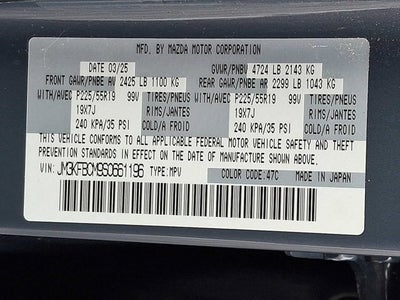 MFD. BY MAZDA MOTOR CORPORATION
DATE 03/25 GVWR/PNBV 4724 LB 2143 KG
FRONT GAWR/PNBE AV 2425 LB 1100 KG REAR GAWR/PNBE AR 2299 LB 1043 KG
WITH/AVEC P225/55R19 99V TIRES/PNEUS WITH/AVEC P225/55R19 99V TIRES/PNEUS
19X7J RIMS/JANTES 19X7J RIMS/JANTES
240 KPA/35 PSI COLD/A FROID 240 KPA/35 PSI COLD/A FROID
THIS VEHICLE CONFORMS TO ALL APPLICABLE FEDERAL MOTOR VEHICLE SAFETY AND THEFT
PREVENTION STANDARDS IN EFFECT ON THE DATE OF MANUFACTURE SHOWN ABOVE.
VIN: JM3KFBCM9S0661196 TYPE: MPV COLOR CODE: 47C MADE IN JAPAN